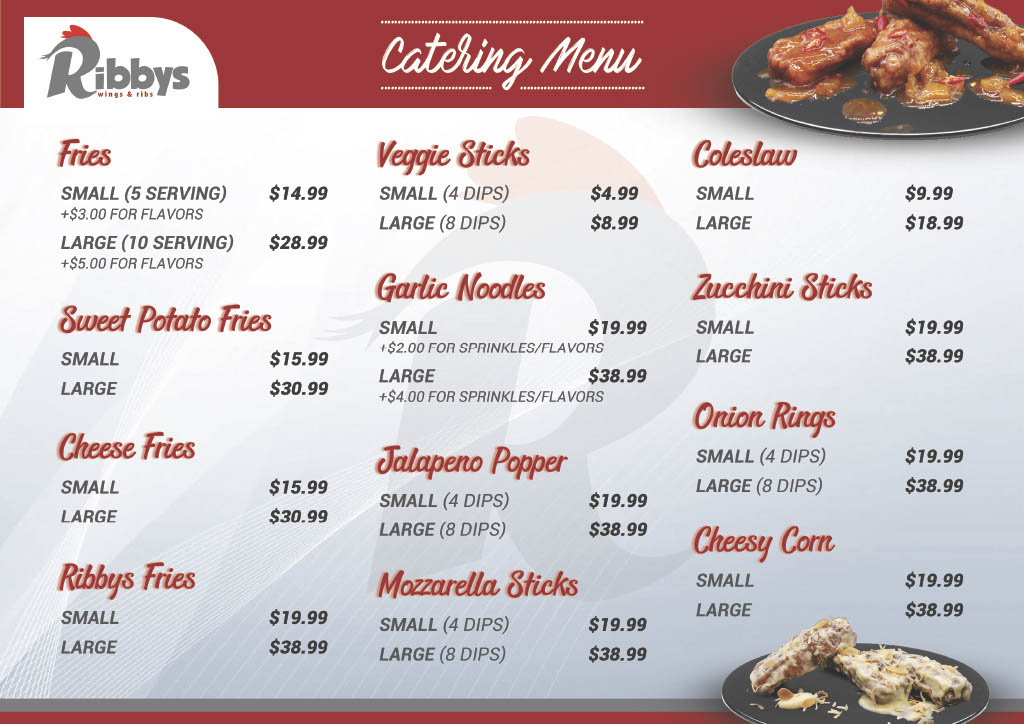 Ribbys
wings & ribs
Catering Menu
Fries
SMALL (5 SERVING) $14.99
+$3.00 FOR FLAVORS
LARGE (10 SERVING) $28.99
+$5.00 FOR FLAVORS
Sweet Potato Fries
SMALL $15.99
LARGE $30.99
Cheese Fries
SMALL $15.99
LARGE $30.99
Ribbys Fries
SMALL $19.99
LARGE $38.99
Veggie Sticks
SMALL (4 DIPS) $4.99
LARGE (8 DIPS) $8.99
Garlic Noodles
SMALL $19.99
+$2.00 FOR SPRINKLES/FLAVORS
LARGE $38.99
+$4.00 FOR SPRINKLES/FLAVORS
Jalapeno Popper
SMALL (4 DIPS) $19.99
LARGE (8 DIPS) $38.99
Mozzarella Sticks
SMALL (4 DIPS) $19.99
LARGE (8 DIPS) $38.99
Coleslaw
SMALL $9.99
LARGE $18.99
Zucchini Sticks
SMALL $19.99
LARGE $38.99
Onion Rings
SMALL (4 DIPS) $19.99
LARGE (8 DIPS) $38.99
Cheesy Corn
SMALL $19.99
LARGE $38.99